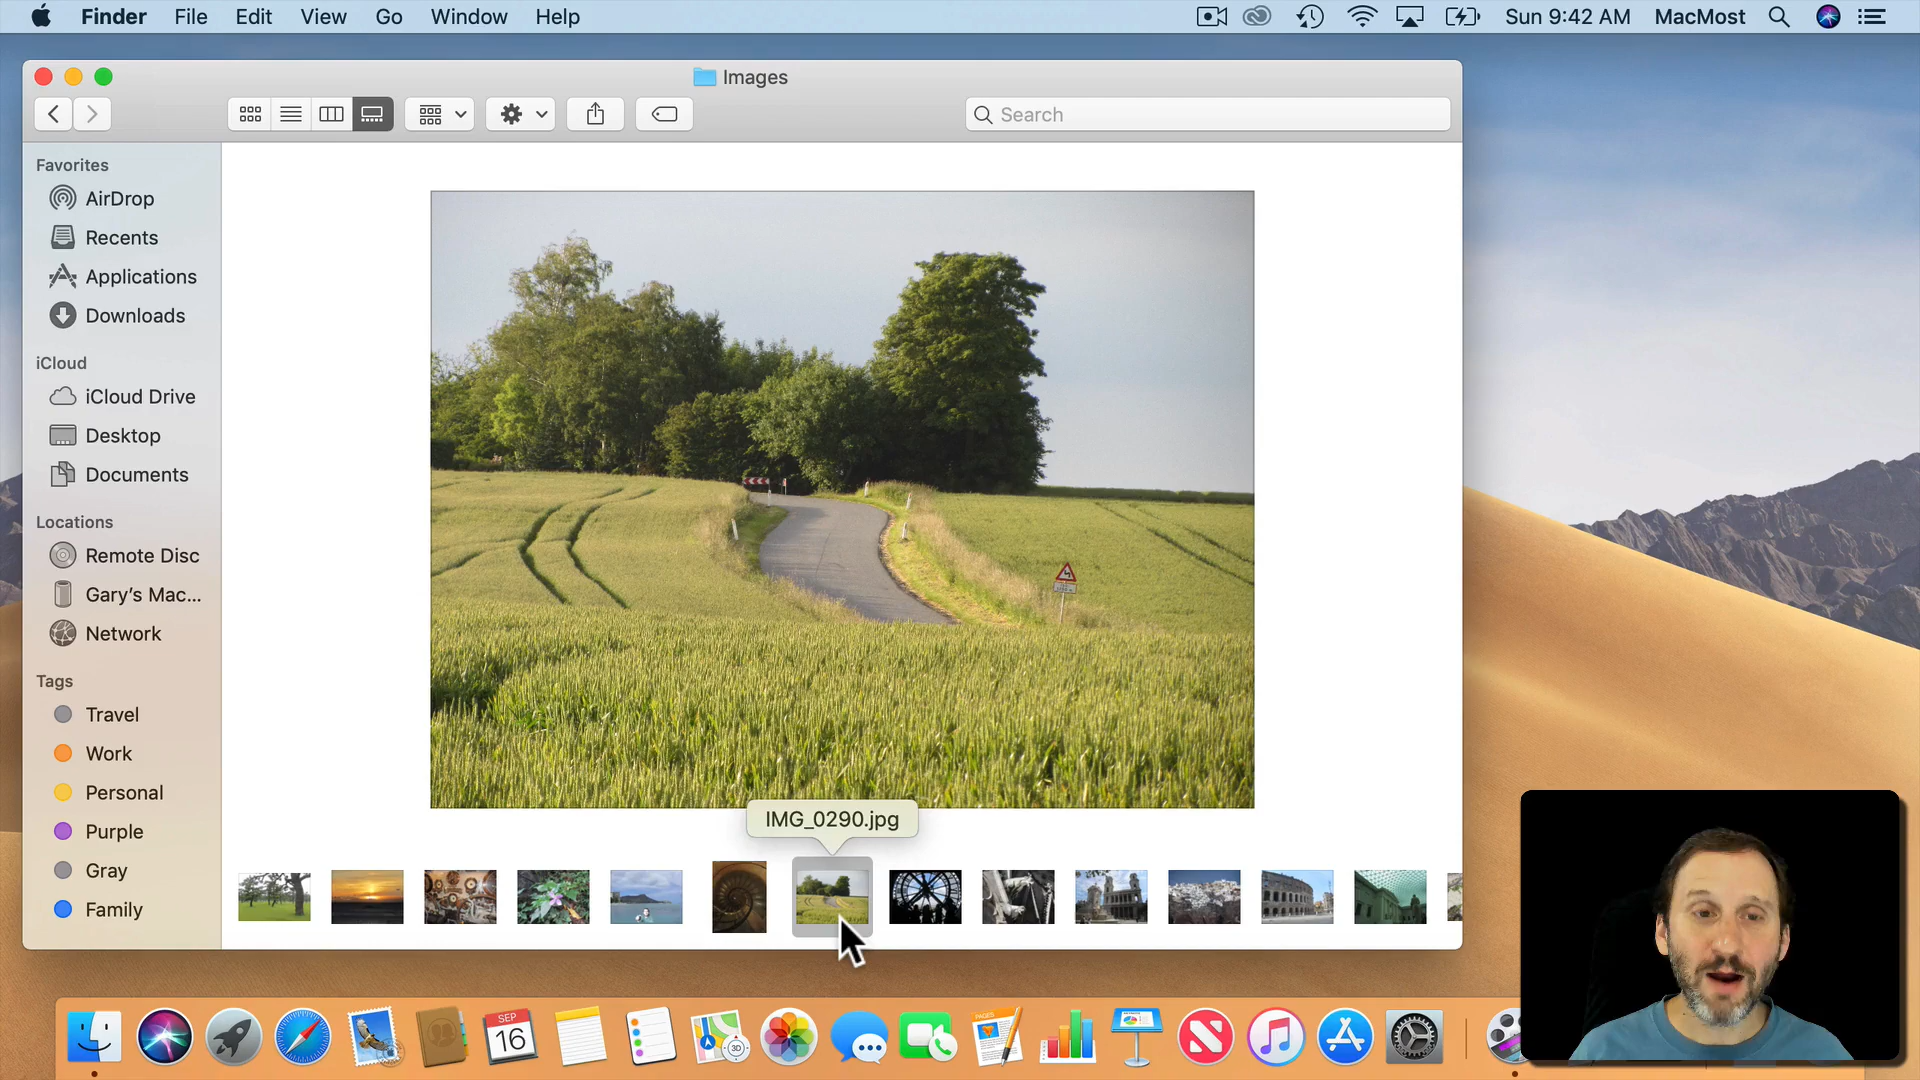 Finder File Edit View Go Window Help Sun 9:42 AM MacMost
Images
Search
Favorites
AirDrop
Recents
Applications
Downloads
iCloud
iCloud Drive
Desktop
Documents
Locations
Remote Disc
Gary’s Mac...
Network
Tags
Travel
Work
Personal
Purple
Gray
Family
IMG_0290.jpg
SEP
16
PAGES
3D